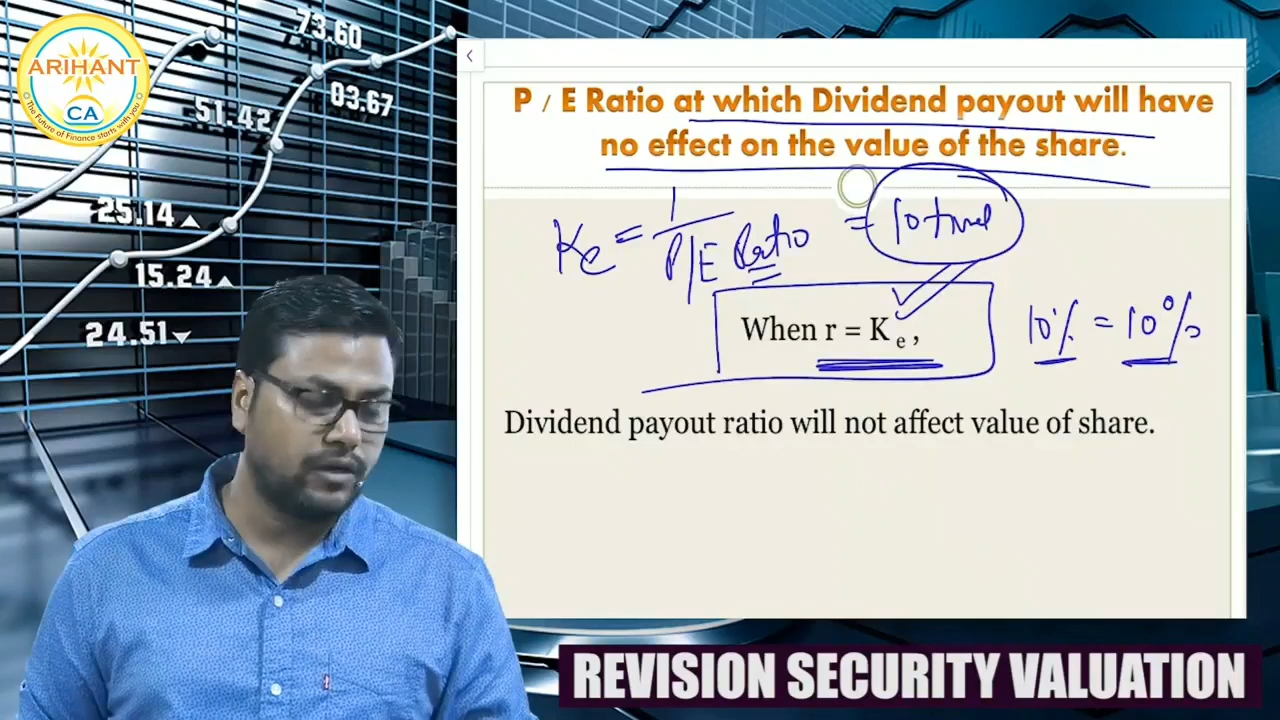 ARIHANT
CA
The Future of Finance starts with you
73.60
51.42
03.67
25.14
15.24
24.51
P / E Ratio at which Dividend payout will have
no effect on the value of the share.
Ke = 1 / P/E Ratio = 10 times
When r = K e ,
10% = 10%
Dividend payout ratio will not affect value of share.
REVISION SECURITY VALUATION